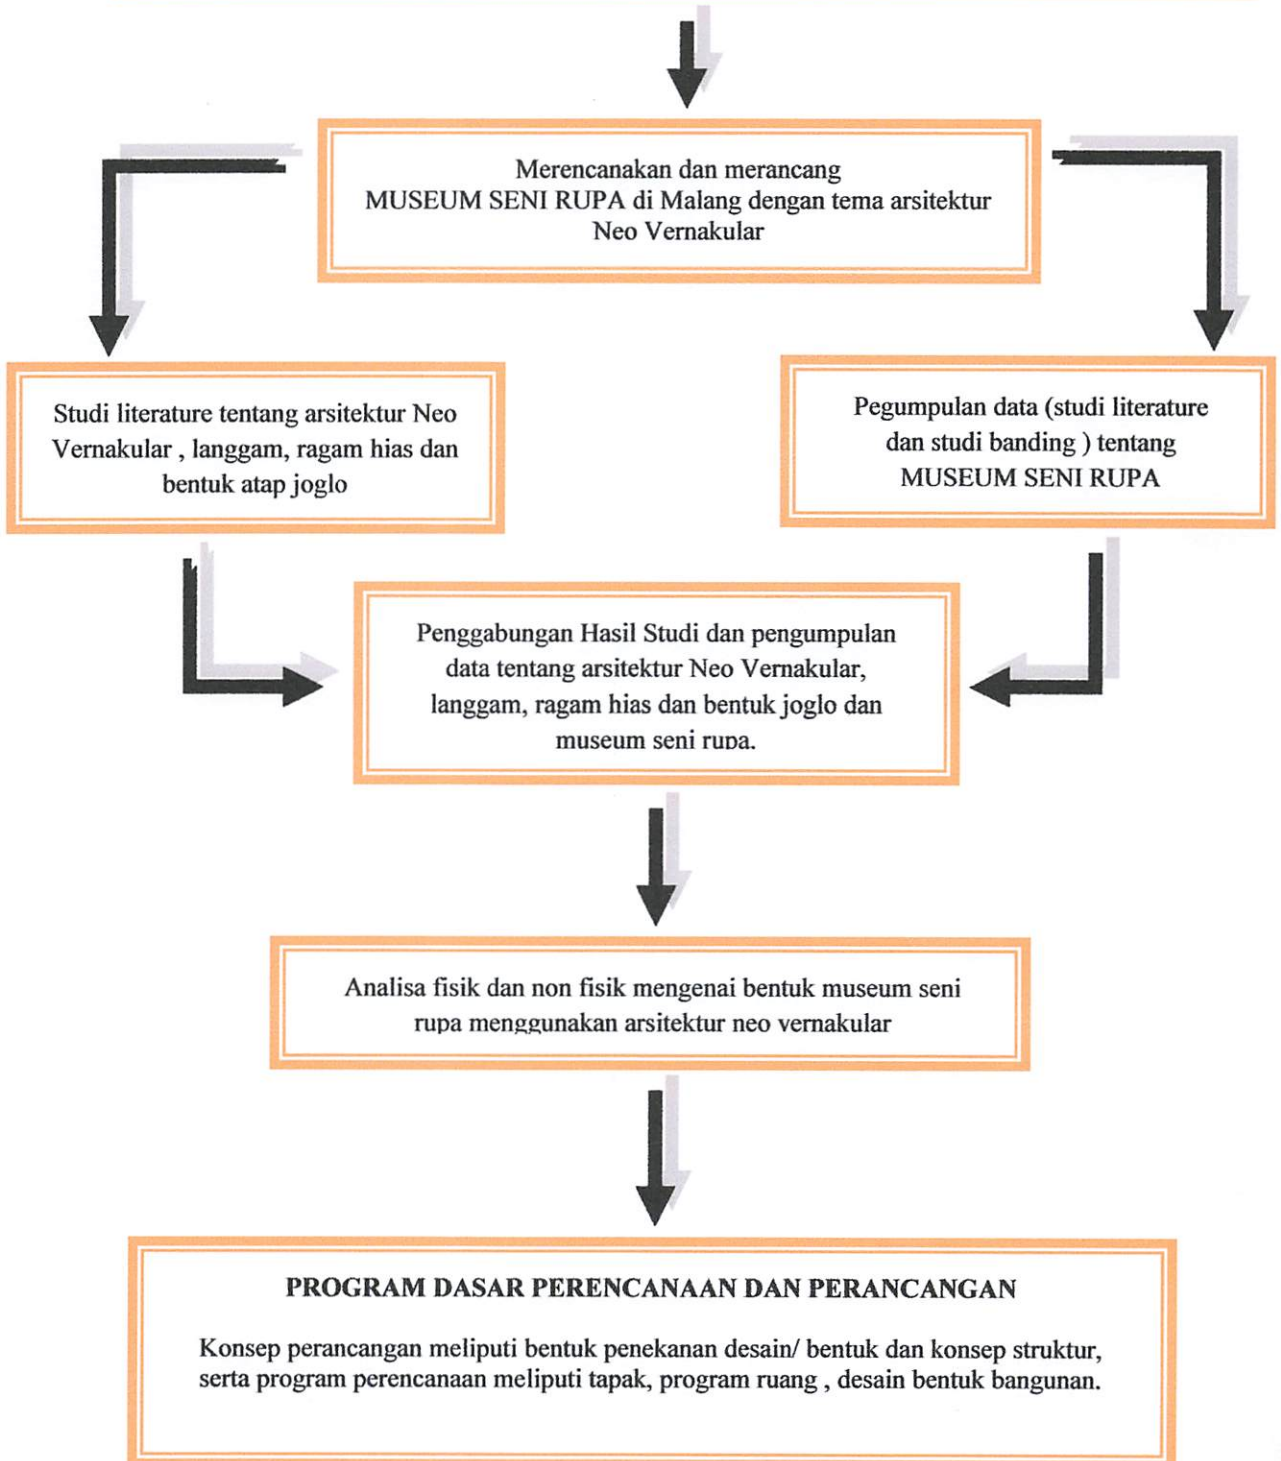 Merencanakan dan merancang
MUSEUM SENI RUPA di Malang dengan tema arsitektur
Neo Vernakular
Studi literature tentang arsitektur Neo
Vernakular , langgam, ragam hias dan
bentuk atap joglo
Pegumpulan data (studi literature
dan studi banding ) tentang
MUSEUM SENI RUPA
Penggabungan Hasil Studi dan pengumpulan
data tentang arsitektur Neo Vernakular,
langgam, ragam hias dan bentuk joglo dan
museum seni rupa.
Analisa fisik dan non fisik mengenai bentuk museum seni
rupa menggunakan arsitektur neo vernakular
PROGRAM DASAR PERENCANAAN DAN PERANCANGAN
Konsep perancangan meliputi bentuk penekanan desain/ bentuk dan konsep struktur,
serta program perencanaan meliputi tapak, program ruang , desain bentuk bangunan.